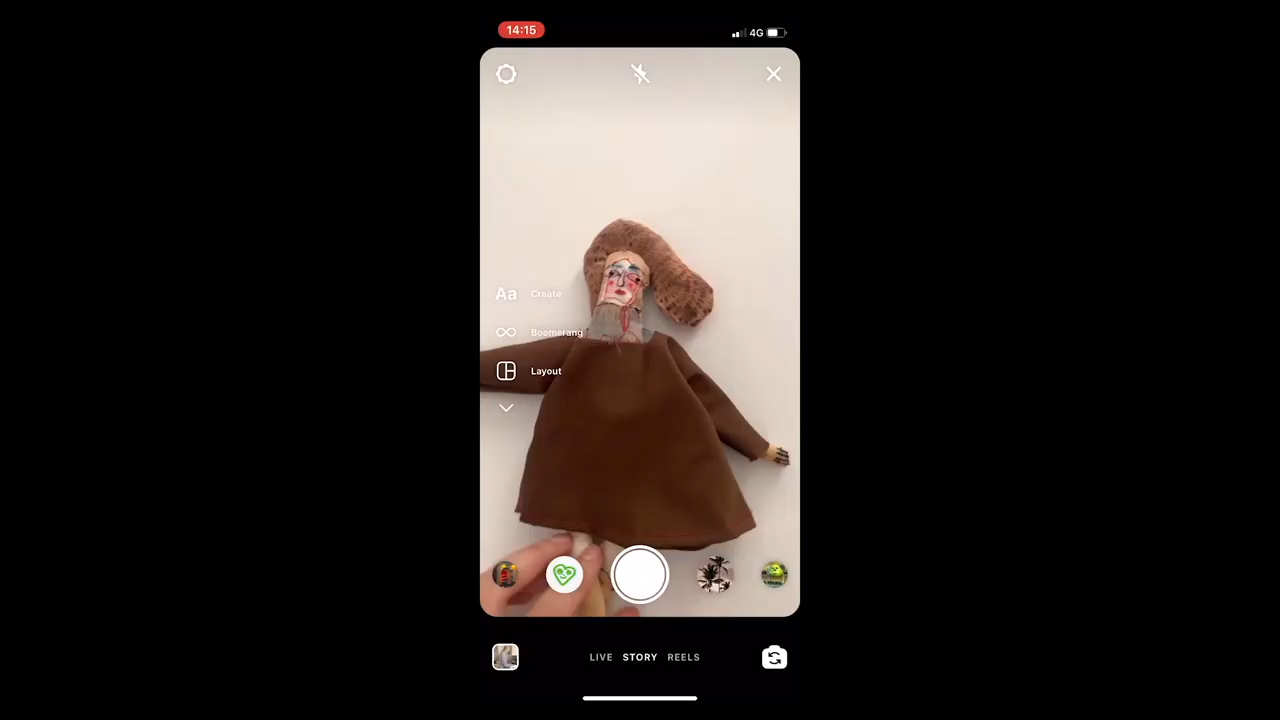 14:15
4G
Aa Create
Boomerang
Layout
LIVE STORY REELS